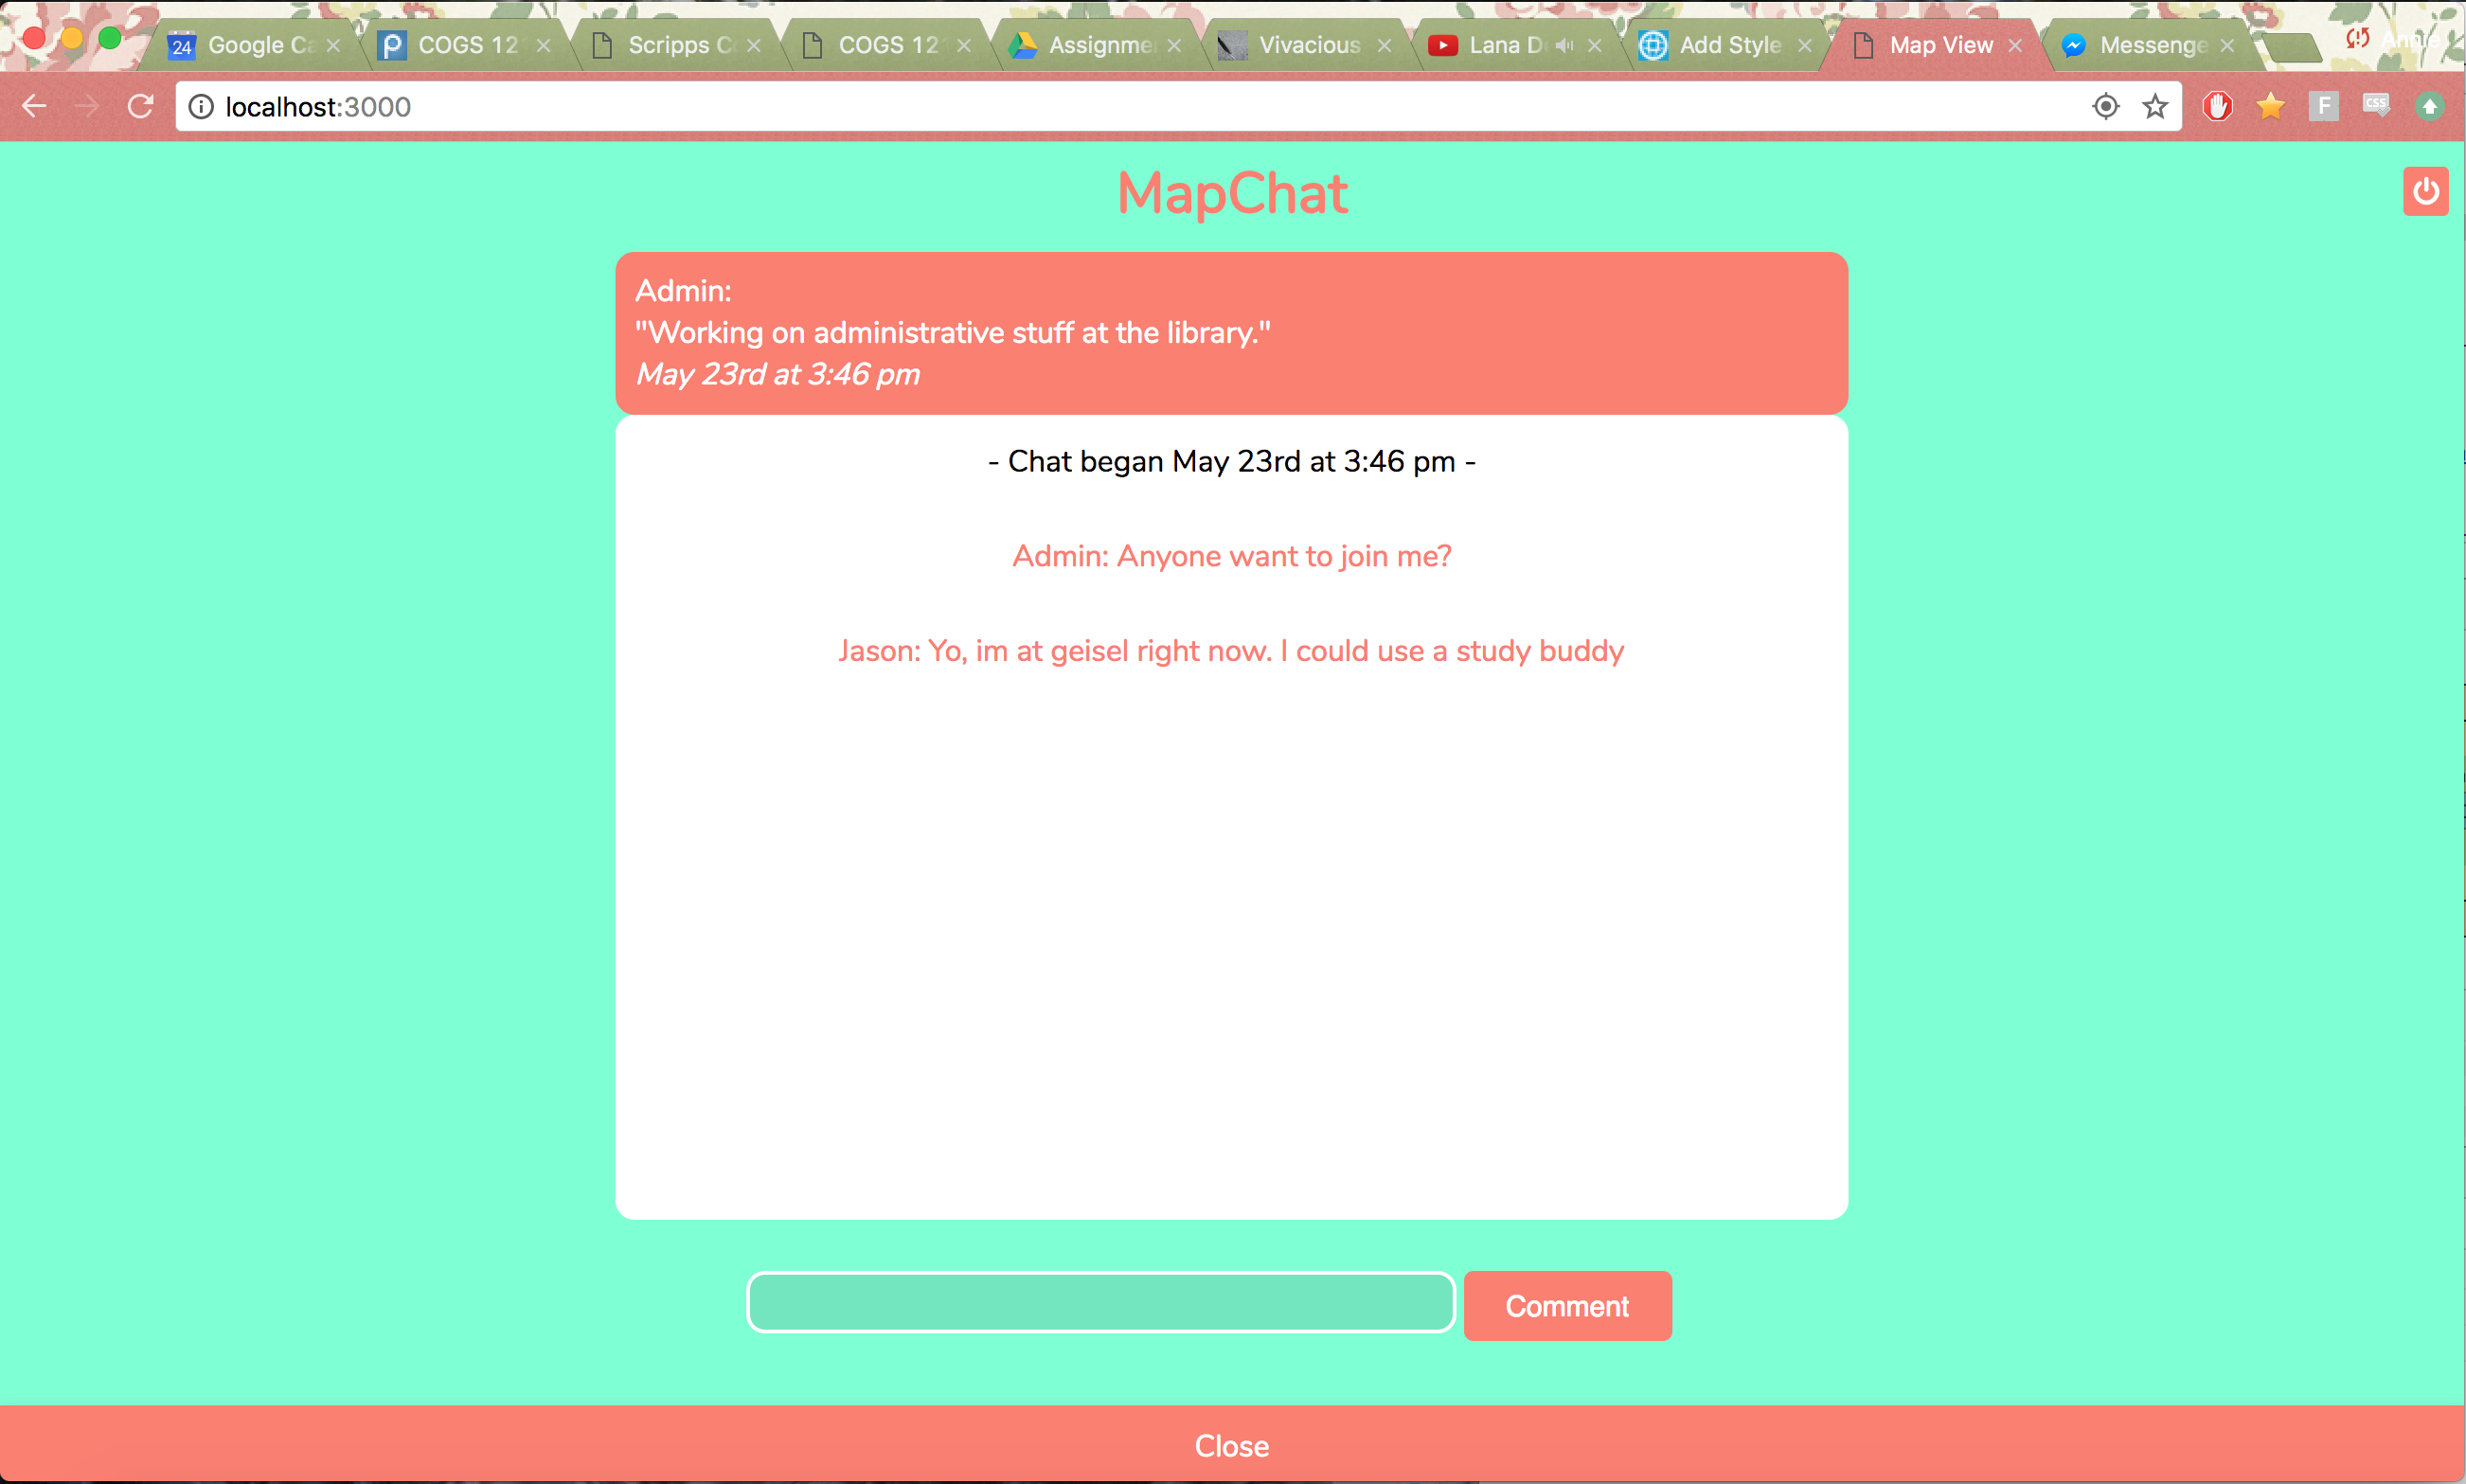 24 Google Ca
COGS 12
Scripps C
COGS 12
Assignme
Vivacious
Lana D
Add Style
Map View
Messenge
Annie
localhost:3000
F
CSS
MapChat
Admin:
"Working on administrative stuff at the library."
May 23rd at 3:46 pm
- Chat began May 23rd at 3:46 pm -
Admin: Anyone want to join me?
Jason: Yo, im at geisel right now. I could use a study buddy
Comment
Close